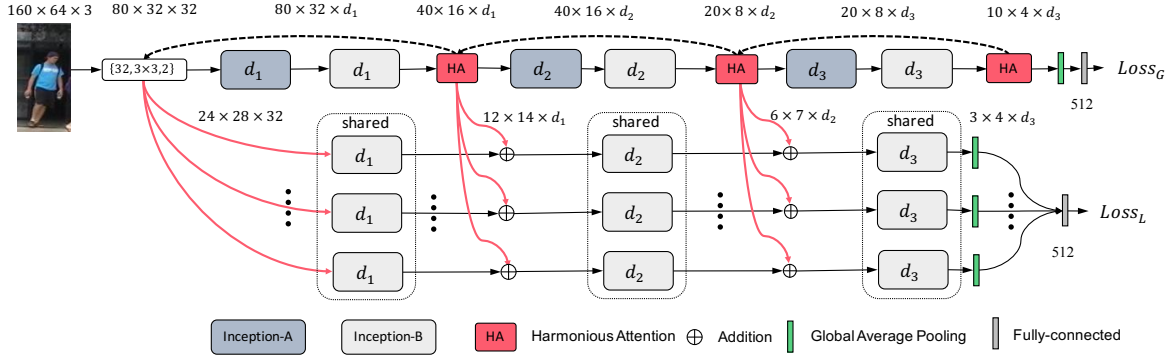 160 × 64 × 3
80 × 32 × 32
80 × 32 × d₁
40 × 16 × d₁
40 × 16 × d₂
20 × 8 × d₂
20 × 8 × d₃
10 × 4 × d₃
{32,3×3,2}
d₁
d₁
HA
d₂
d₂
HA
d₃
d₃
HA
Loss_G
512
24 × 28 × 32
shared
12 × 14 × d₁
shared
6 × 7 × d₂
shared
3 × 4 × d₃
d₁
d₂
d₃
d₁
d₂
d₃
Loss_L
512
d₁
d₂
d₃
Inception-A
Inception-B
HA
Harmonious Attention
Addition
Global Average Pooling
Fully-connected